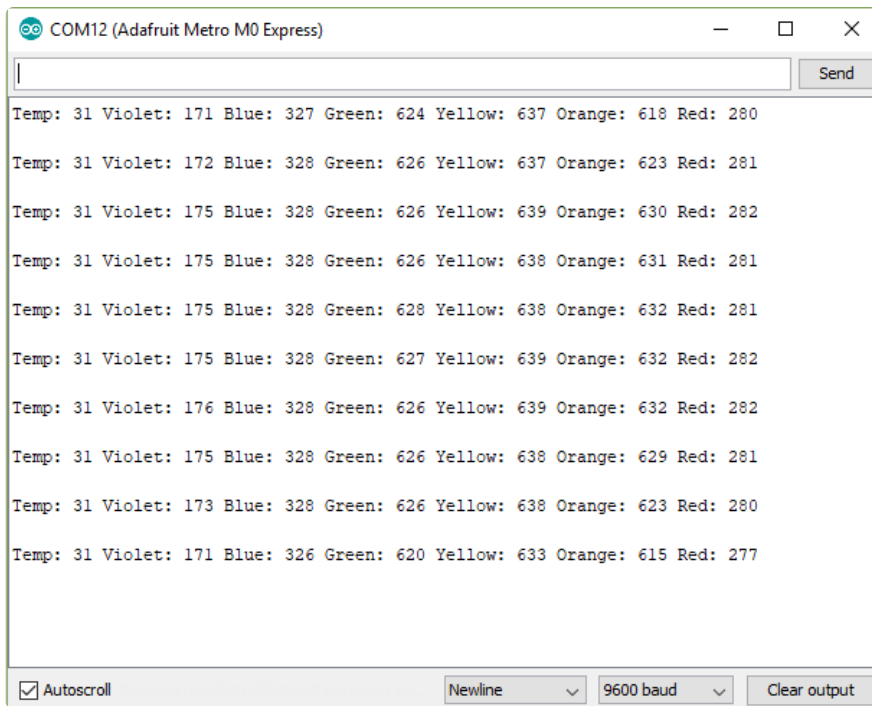 COM12 (Adafruit Metro M0 Express)
Send
Temp: 31 Violet: 171 Blue: 327 Green: 624 Yellow: 637 Orange: 618 Red: 280
Temp: 31 Violet: 172 Blue: 328 Green: 626 Yellow: 637 Orange: 623 Red: 281
Temp: 31 Violet: 175 Blue: 328 Green: 626 Yellow: 639 Orange: 630 Red: 282
Temp: 31 Violet: 175 Blue: 328 Green: 626 Yellow: 638 Orange: 631 Red: 281
Temp: 31 Violet: 175 Blue: 328 Green: 628 Yellow: 638 Orange: 632 Red: 281
Temp: 31 Violet: 175 Blue: 328 Green: 627 Yellow: 639 Orange: 632 Red: 282
Temp: 31 Violet: 176 Blue: 328 Green: 626 Yellow: 639 Orange: 632 Red: 282
Temp: 31 Violet: 175 Blue: 328 Green: 626 Yellow: 638 Orange: 629 Red: 281
Temp: 31 Violet: 173 Blue: 328 Green: 626 Yellow: 638 Orange: 623 Red: 280
Temp: 31 Violet: 171 Blue: 326 Green: 620 Yellow: 633 Orange: 615 Red: 277
Autoscroll Newline 9600 baud Clear output